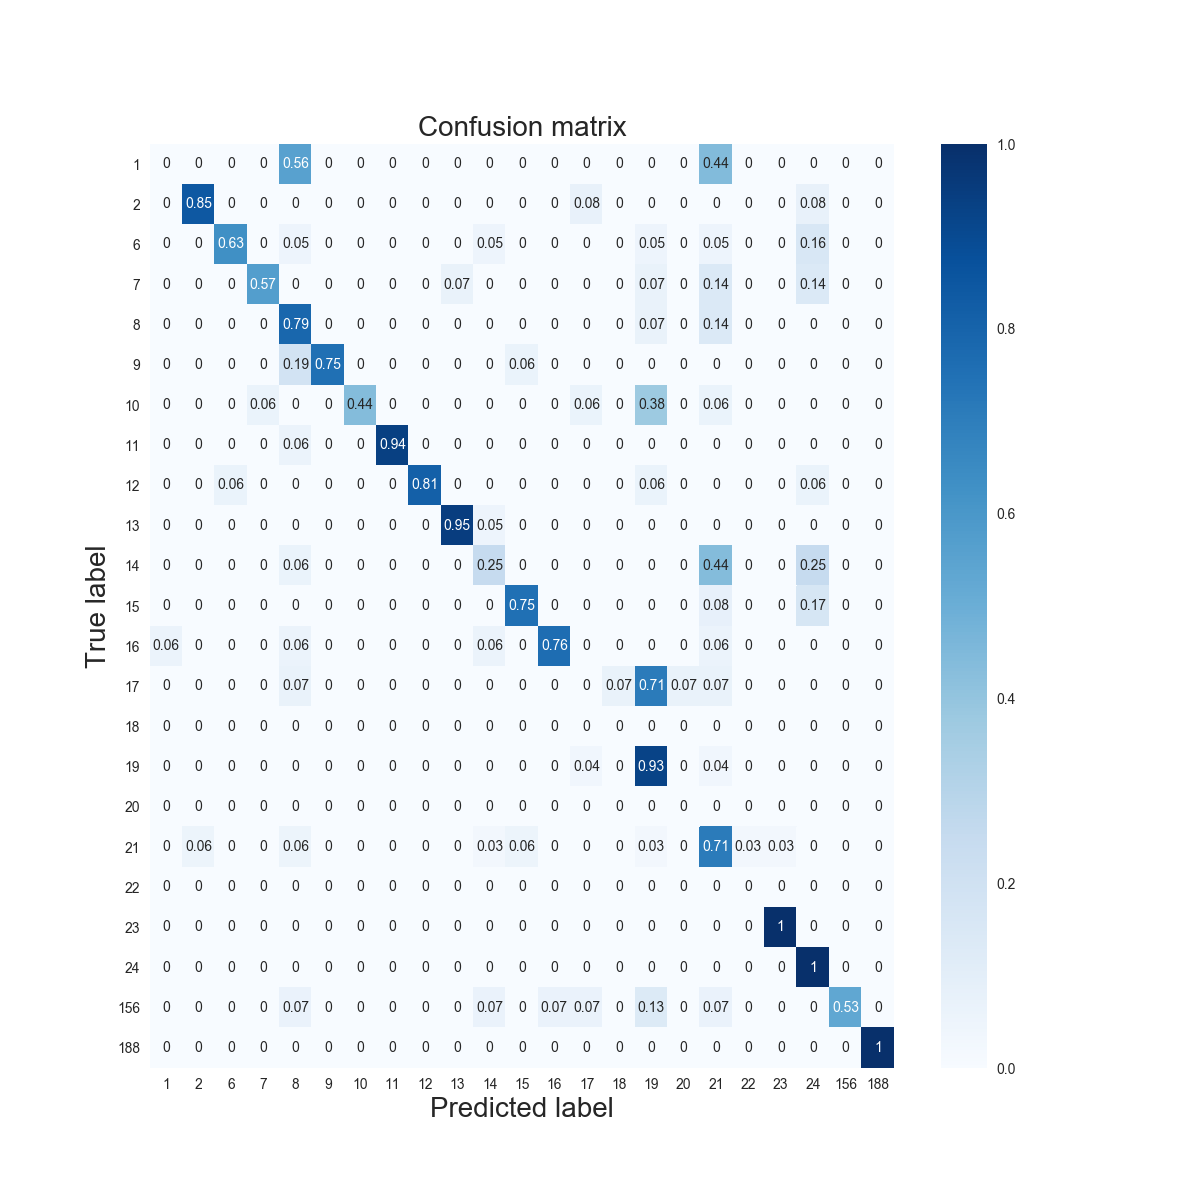 Confusion matrix
1 0 0 0 0 0.56 0 0 0 0 0 0 0 0 0 0 0 0 0.44 0 0 0 0 0 1.0
2 0 0.85 0 0 0 0 0 0 0 0 0 0 0 0.08 0 0 0 0 0 0 0.08 0 0
6 0 0 0.63 0 0.05 0 0 0 0 0 0.05 0 0 0 0 0.05 0 0.05 0 0 0.16 0 0
7 0 0 0 0.57 0 0 0 0 0 0.07 0 0 0 0 0 0.07 0 0.14 0 0 0.14 0 0
8 0 0 0 0 0.79 0 0 0 0 0 0 0 0 0 0 0.07 0 0.14 0 0 0 0 0 0.8
9 0 0 0 0 0.19 0.75 0 0 0 0 0 0.06 0 0 0 0 0 0 0 0 0 0 0
10 0 0 0 0.06 0 0 0.44 0 0 0 0 0 0 0.06 0 0.38 0 0.06 0 0 0 0 0
11 0 0 0 0 0.06 0 0 0.94 0 0 0 0 0 0 0 0 0 0 0 0 0 0 0
12 0 0 0.06 0 0 0 0 0 0.81 0 0 0 0 0 0 0.06 0 0 0 0 0.06 0 0
13 0 0 0 0 0 0 0 0 0 0.95 0.05 0 0 0 0 0 0 0 0 0 0 0 0 0.6
14 0 0 0 0 0.06 0 0 0 0 0 0.25 0 0 0 0 0 0 0.44 0 0 0.25 0 0
15 0 0 0 0 0 0 0 0 0 0 0 0.75 0 0 0 0 0 0.08 0 0 0.17 0 0
16 0.06 0 0 0 0.06 0 0 0 0 0 0.06 0 0.76 0 0 0 0 0.06 0 0 0 0 0
17 0 0 0 0 0.07 0 0 0 0 0 0 0 0 0 0.07 0.71 0.07 0.07 0 0 0 0 0 0.4
18 0 0 0 0 0 0 0 0 0 0 0 0 0 0 0 0 0 0 0 0 0 0 0
19 0 0 0 0 0 0 0 0 0 0 0 0 0 0.04 0 0.93 0 0.04 0 0 0 0 0
20 0 0 0 0 0 0 0 0 0 0 0 0 0 0 0 0 0 0 0 0 0 0 0
21 0 0.06 0 0 0.06 0 0 0 0 0 0.03 0.06 0 0 0 0.03 0 0.71 0.03 0.03 0 0 0
22 0 0 0 0 0 0 0 0 0 0 0 0 0 0 0 0 0 0 0 0 0 0 0 0.2
23 0 0 0 0 0 0 0 0 0 0 0 0 0 0 0 0 0 0 0 1 0 0 0
24 0 0 0 0 0 0 0 0 0 0 0 0 0 0 0 0 0 0 0 0 1 0 0
156 0 0 0 0 0.07 0 0 0 0 0 0.07 0 0.07 0.07 0 0.13 0 0.07 0 0 0 0.53 0
188 0 0 0 0 0 0 0 0 0 0 0 0 0 0 0 0 0 0 0 0 0 0 1 0.0
1 2 6 7 8 9 10 11 12 13 14 15 16 17 18 19 20 21 22 23 24 156 188
Predicted label
True label